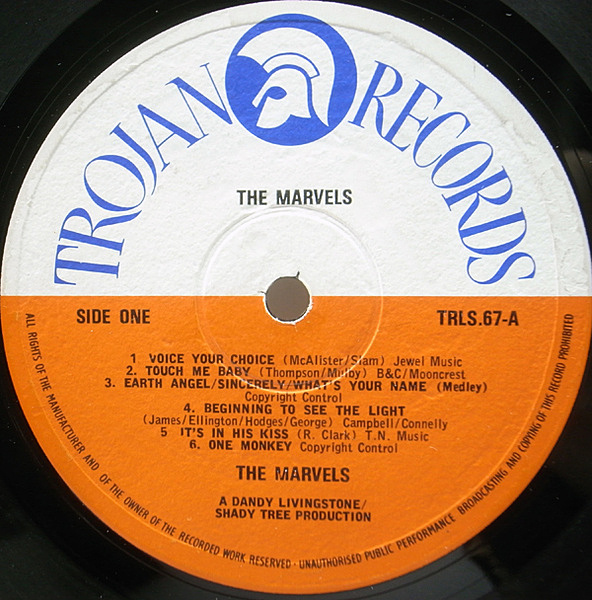 TROJAN RECORDS
THE MARVELS
SIDE ONE
TRLS.67-A
1 VOICE YOUR CHOICE (McAlister/Slam) Jewel Music
2. TOUCH ME BABY (Thompson/Mulby) B&C/Mooncrest
3. EARTH ANGEL/SINCERELY/WHAT'S YOUR NAME (Medley)
Copyright Control
4. BEGINNING TO SEE THE LIGHT
(James/Ellington/Hodges/George) Campbell/Connelly
5 IT'S IN HIS KISS (R. Clark) T.N. Music
6. ONE MONKEY Copyright Control
THE MARVELS
A DANDY LIVINGSTONE/
SHADY TREE PRODUCTION
ALL RIGHTS OF THE MANUFACTURER AND OF THE OWNER OF THE RECORDED WORK RESERVED · UNAUTHORISED PUBLIC PERFORMANCE BROADCASTING AND COPYING OF THIS RECORD PROHIBITED